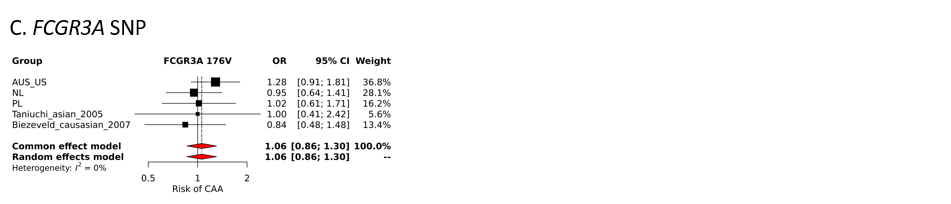 C. FCGR3A SNP
Group FCGR3A 176V OR 95% CI Weight
AUS_US 1.28 [0.91; 1.81] 36.8%
NL 0.95 [0.64; 1.41] 28.1%
PL 1.02 [0.61; 1.71] 16.2%
Taniuchi_asian_2005 1.00 [0.41; 2.42] 5.6%
Biezeveld_causasian_2007 0.84 [0.48; 1.48] 13.4%
Common effect model 1.06 [0.86; 1.30] 100.0%
Random effects model 1.06 [0.86; 1.30] --
Heterogeneity: I² = 0%
0.5 1 2
Risk of CAA